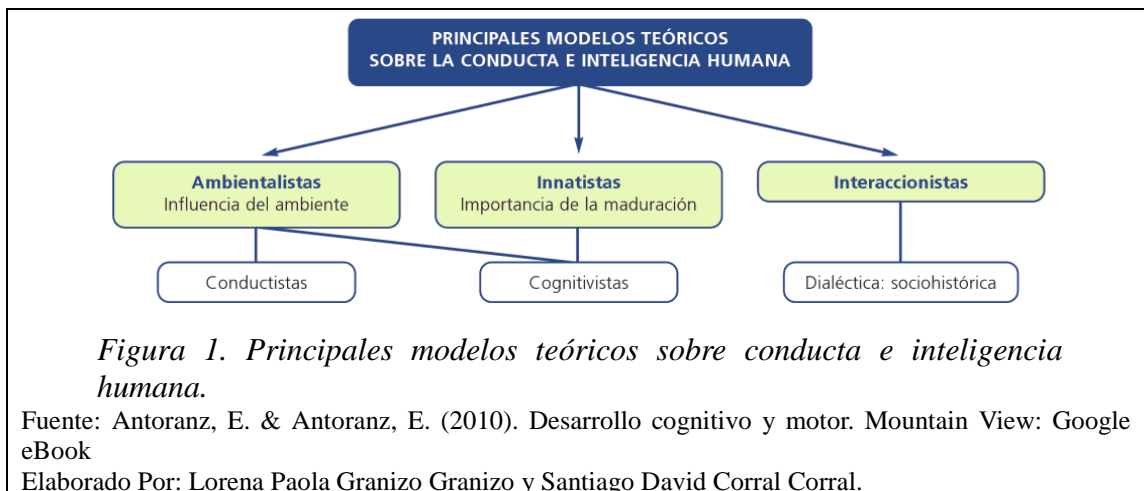 PRINCIPALES MODELOS TEÓRICOS
SOBRE LA CONDUCTA E INTELIGENCIA HUMANA
Ambientalistas
Influencia del ambiente
Innatistas
Importancia de la maduración
Interaccionistas
Conductistas
Cognitivistas
Dialéctica: sociohistórica
Figura 1. Principales modelos teóricos sobre conducta e inteligencia
humana.
Fuente: Antoranz, E. & Antoranz, E. (2010). Desarrollo cognitivo y motor. Mountain View: Google
eBook
Elaborado Por: Lorena Paola Granizo Granizo y Santiago David Corral Corral.